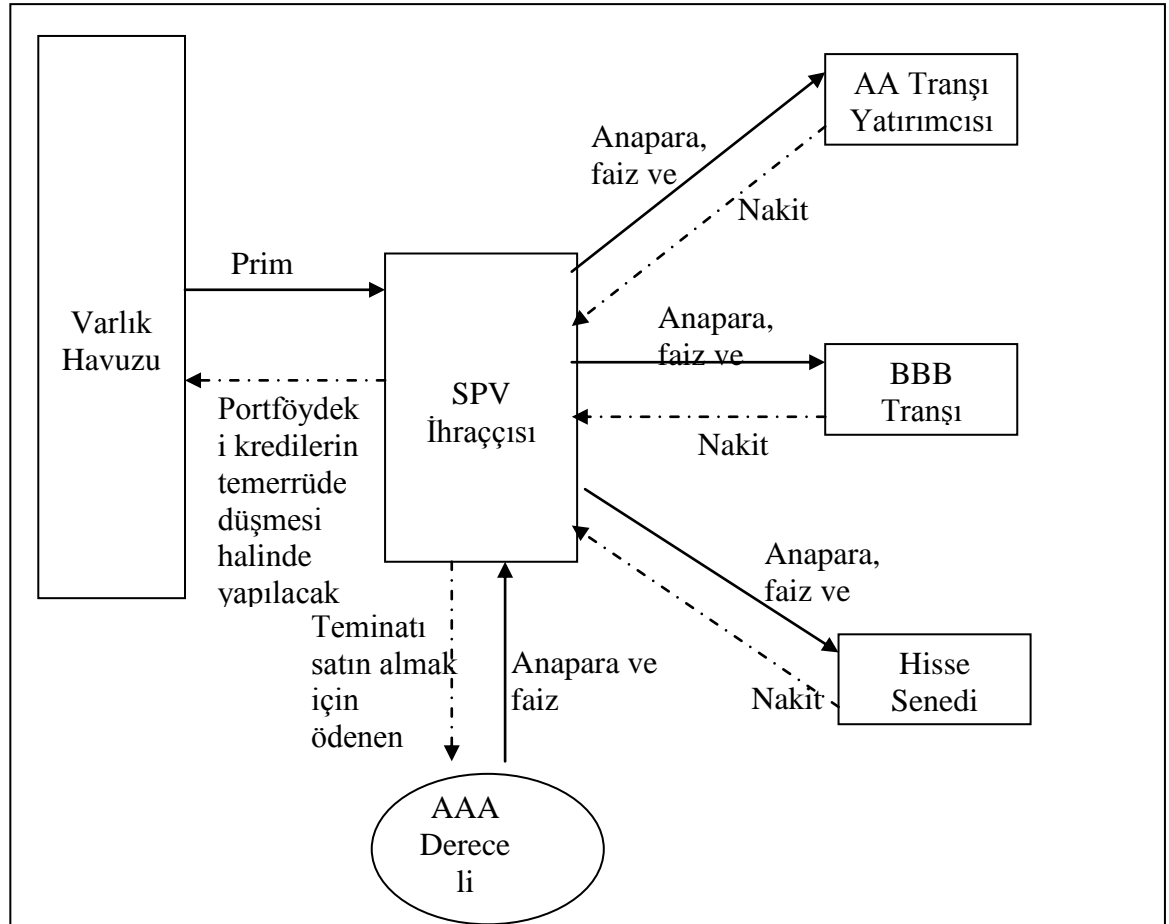 AA Tranşı
Yatırımcısı
Anapara,
faiz ve
Nakit
Prim
Varlık
Havuzu
Anapara,
faiz ve
BBB
Tranşı
SPV
İhraççısı
Nakit
Portföydek
i kredilerin
temerrüde
düşmesi
halinde
yapılacak
Anapara,
faiz ve
Hisse
Senedi
Nakit
Teminatı
satın almak
için
ödenen
Anapara ve
faiz
AAA
Derece
li